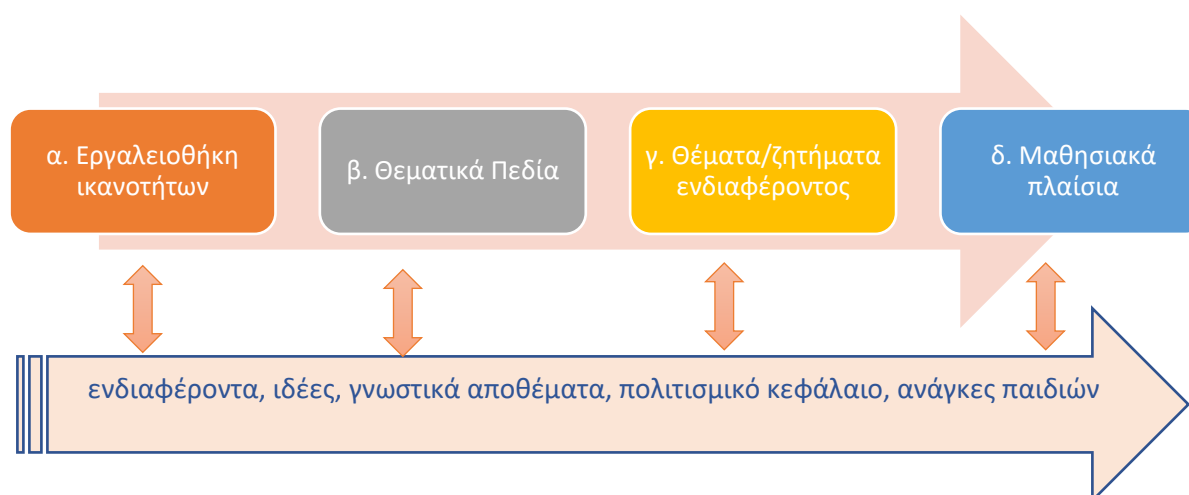 α. Εργαλειοθήκη
ικανοτήτων
β. Θεματικά Πεδία
γ. Θέματα/ζητήματα
ενδιαφέροντος
δ. Μαθησιακά
πλαίσια
ενδιαφέροντα, ιδέες, γνωστικά αποθέματα, πολιτισμικό κεφάλαιο, ανάγκες παιδιών